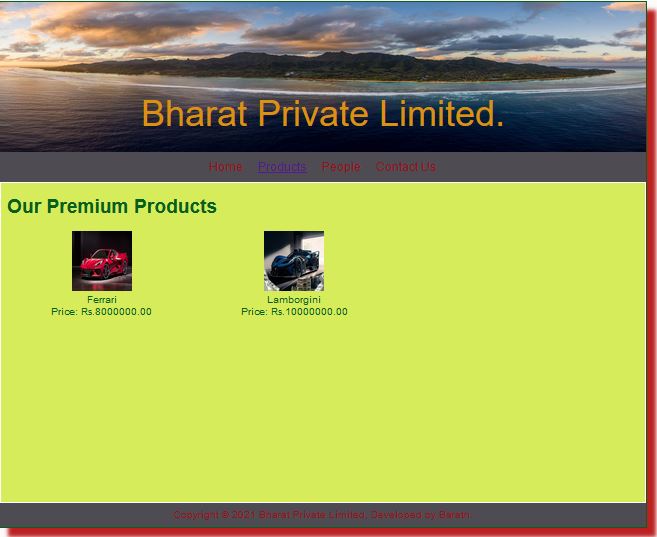 Bharat Private Limited.
Home Products People Contact Us
Our Premium Products
Ferrari
Price: Rs.8000000.00
Lamborgini
Price: Rs.10000000.00
Copyright © 2021 Bharat Private Limited, Developed by Barath.